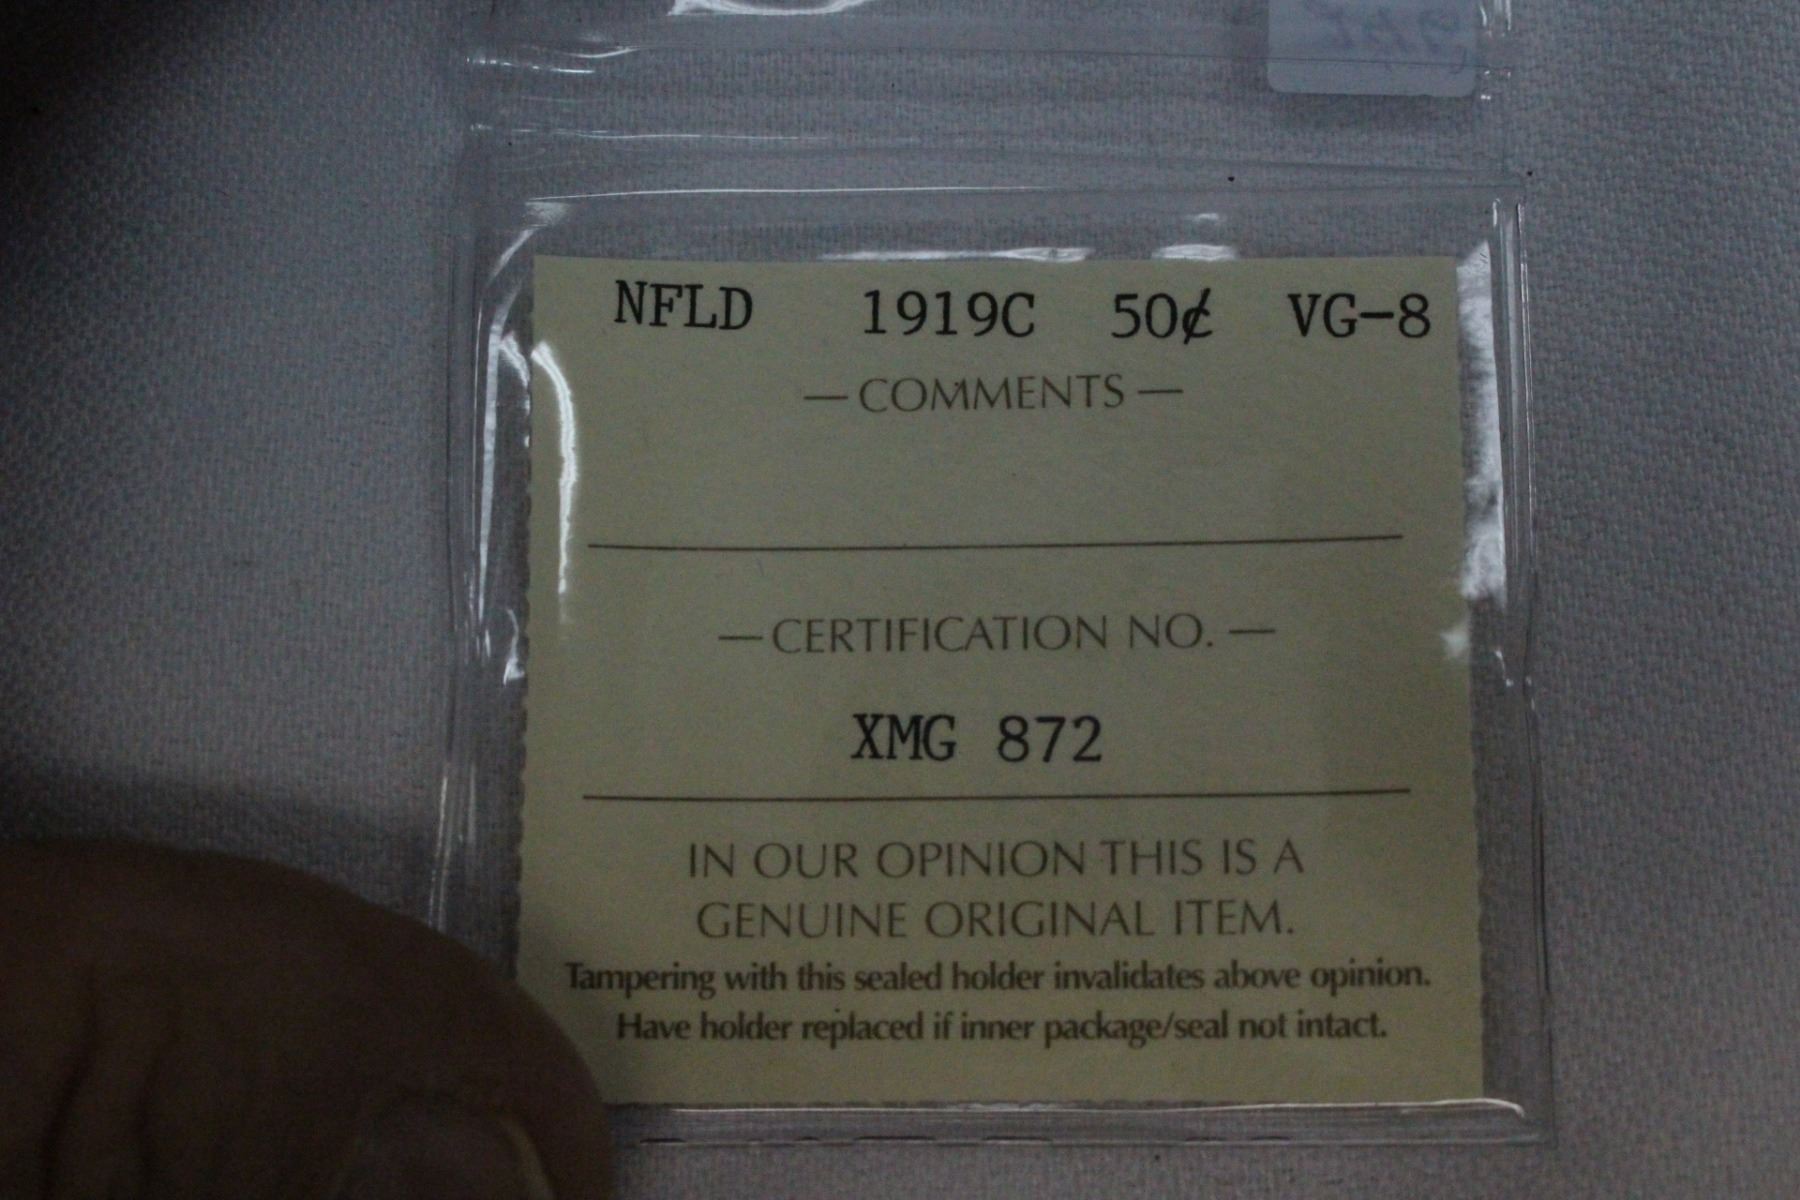 NFLD 1919C 50¢ VG-8
— COMMENTS —
— CERTIFICATION NO. —
XMG 872
IN OUR OPINION THIS IS A
GENUINE ORIGINAL ITEM.
Tampering with this sealed holder invalidates above opinion.
Have holder replaced if inner package/seal not intact.